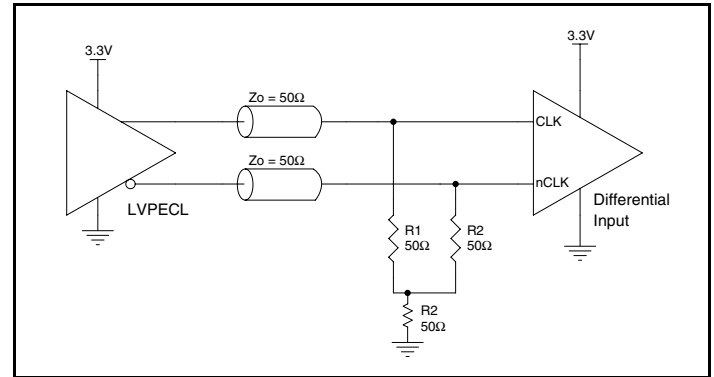 3.3V
3.3V
Zo = 50Ω
CLK
Zo = 50Ω
nCLK
LVPECL
Differential
Input
R1
50Ω
R2
50Ω
R2
50Ω